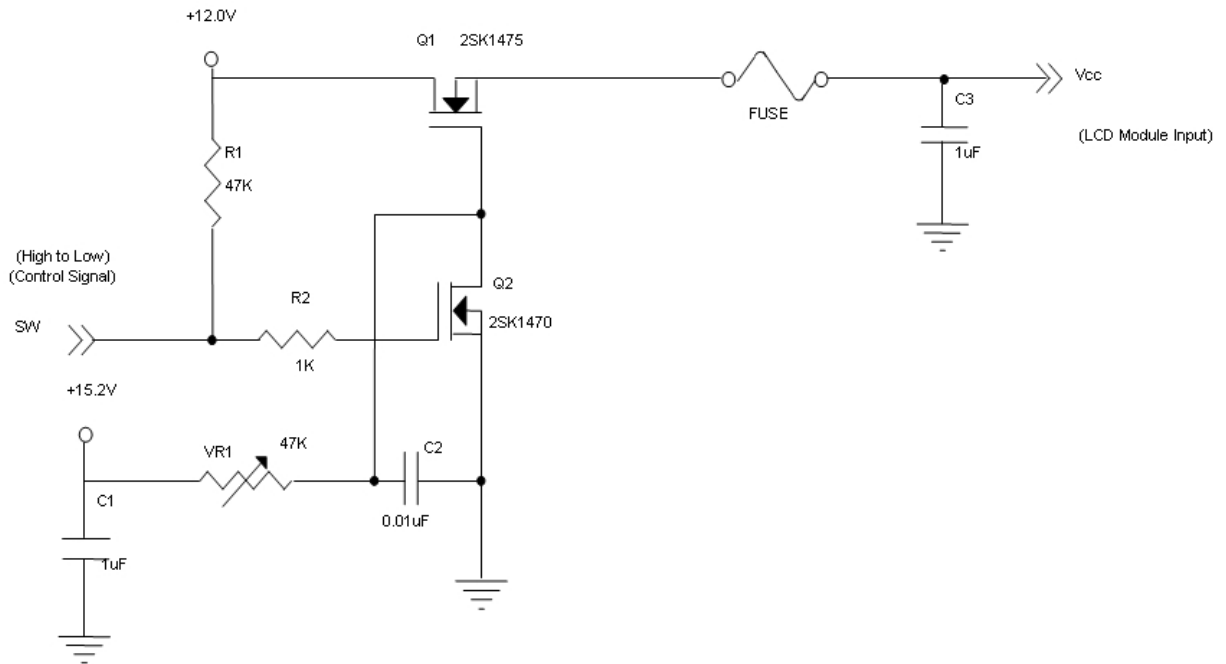 +12.0V
Q1 2SK1475
FUSE
C3
1uF
Vcc
(LCD Module Input)
R1
47K
(High to Low)
(Control Signal)
SW
R2
1K
Q2
2SK1470
+15.2V
VR1
47K
C2
0.01uF
C1
1uF